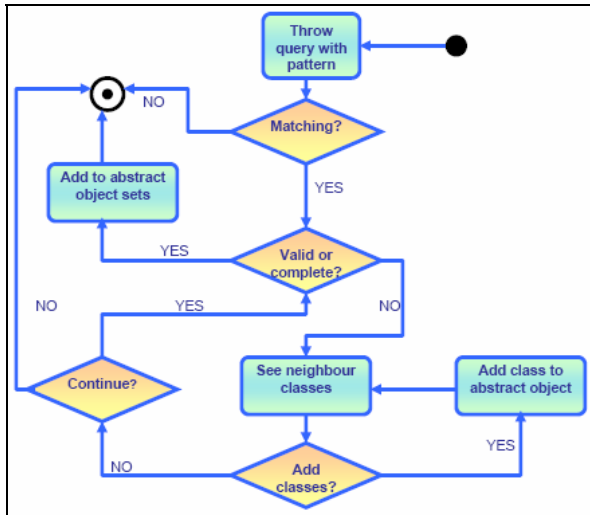 Throw
query with
pattern
NO
Matching?
Add to abstract
object sets
YES
YES
Valid or
complete?
NO
YES
NO
Continue?
See neighbour
classes
Add class to
abstract object
NO
Add
classes?
YES